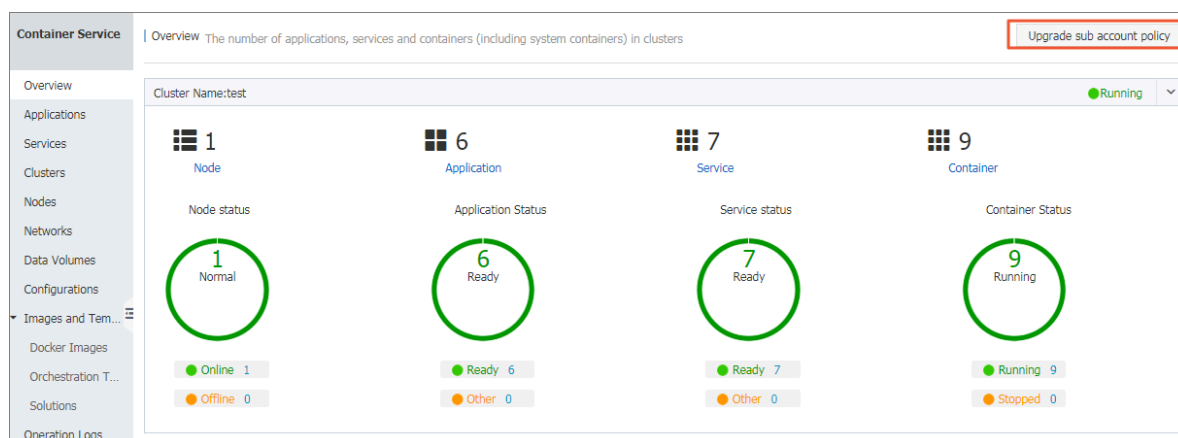 Container Service
Overview The number of applications, services and containers (including system containers) in clusters
Upgrade sub account policy
Overview
Applications
Services
Clusters
Nodes
Networks
Data Volumes
Configurations
Images and Tem...
Docker Images
Orchestration T...
Solutions
Operation Logs
Cluster Name:test
Running
1
Node
6
Application
7
Service
9
Container
Node status
Application Status
Service status
Container Status
1
Normal
6
Ready
7
Ready
9
Running
Online 1
Offline 0
Ready 6
Other 0
Ready 7
Other 0
Running 9
Stopped 0